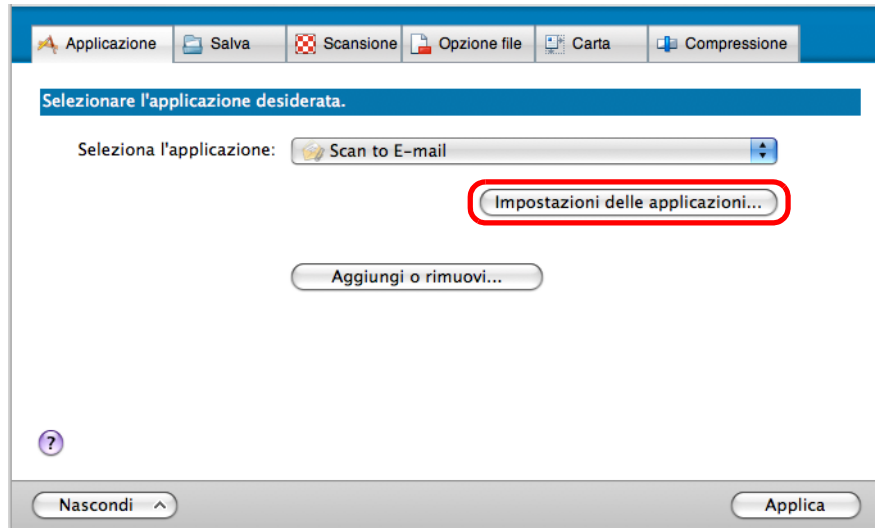 Applicazione Salva Scansione Opzione file Carta Compressione
Selezionare l'applicazione desiderata.
Seleziona l'applicazione: Scan to E-mail
Impostazioni delle applicazioni...
Aggiungi o rimuovi...
?
Nascondi Applica